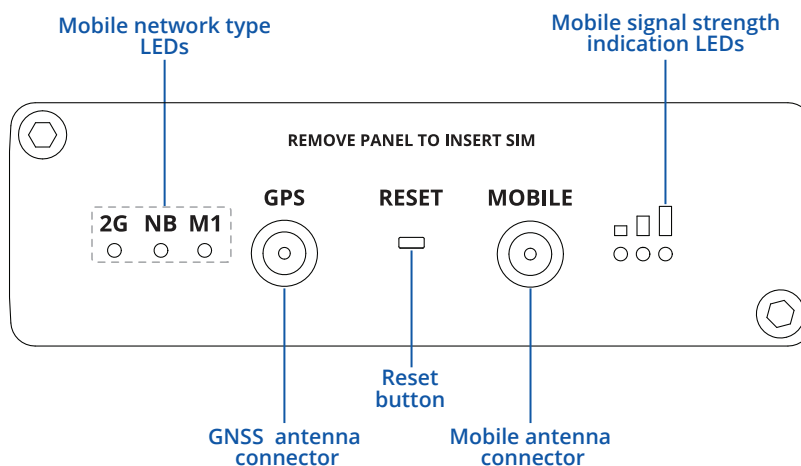 Mobile network type
LEDs
Mobile signal strength
indication LEDs
REMOVE PANEL TO INSERT SIM
GPS
RESET
MOBILE
2G NB M1
Reset
button
GNSS antenna
connector
Mobile antenna
connector